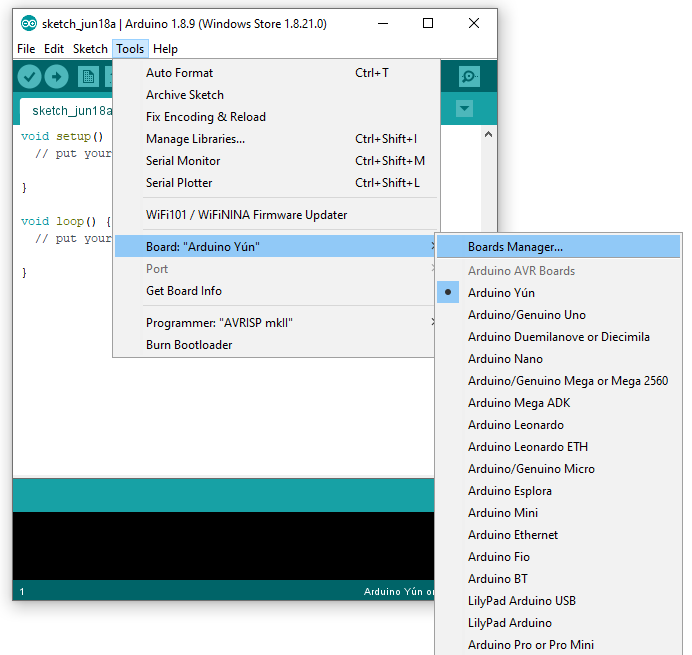 sketch_jun18a | Arduino 1.8.9 (Windows Store 1.8.21.0)
File Edit Sketch Tools Help
sketch_jun18a
void setup()
// put your
}
void loop() {
// put your
}
Auto Format Ctrl+T
Archive Sketch
Fix Encoding & Reload
Manage Libraries... Ctrl+Shift+I
Serial Monitor Ctrl+Shift+M
Serial Plotter Ctrl+Shift+L
WiFi101 / WiFiNINA Firmware Updater
Board: "Arduino Yún"
Port
Get Board Info
Programmer: "AVRISP mkII"
Burn Bootloader
Boards Manager...
Arduino AVR Boards
Arduino Yún
Arduino/Genuino Uno
Arduino Duemilanove or Diecimila
Arduino Nano
Arduino/Genuino Mega or Mega 2560
Arduino Mega ADK
Arduino Leonardo
Arduino Leonardo ETH
Arduino/Genuino Micro
Arduino Esplora
Arduino Mini
Arduino Ethernet
Arduino Fio
Arduino BT
LilyPad Arduino USB
LilyPad Arduino
Arduino Pro or Pro Mini
1 Arduino Yún